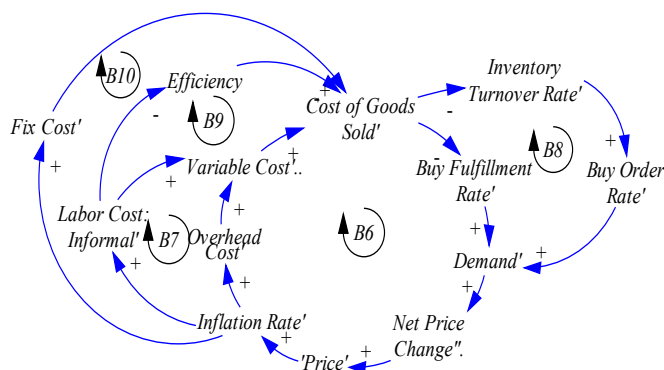 B10
Efficiency
Inventory
Turnover Rate'
+
-
Cost of Goods
Sold'
-
Fix Cost'
-
B9
+
+
B8
+
Variable Cost'..
+
-
Buy Fulfillment
Rate'
Buy Order
Rate'
+
Labor Cost:
Informal'
B7
+
Overhead
Cost'
B6
+
+
Demand'
+
+
+
Inflation Rate'
Net Price
Change".
+
'Price'
+